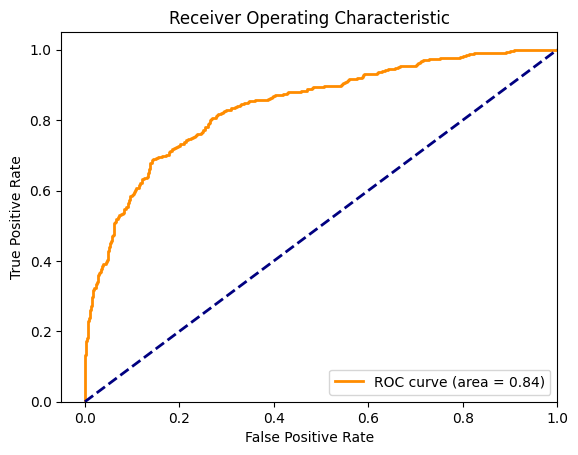 Receiver Operating Characteristic
True Positive Rate
1.0
0.8
0.6
0.4
0.2
0.0
ROC curve (area = 0.84)
0.0 0.2 0.4 0.6 0.8 1.0
False Positive Rate